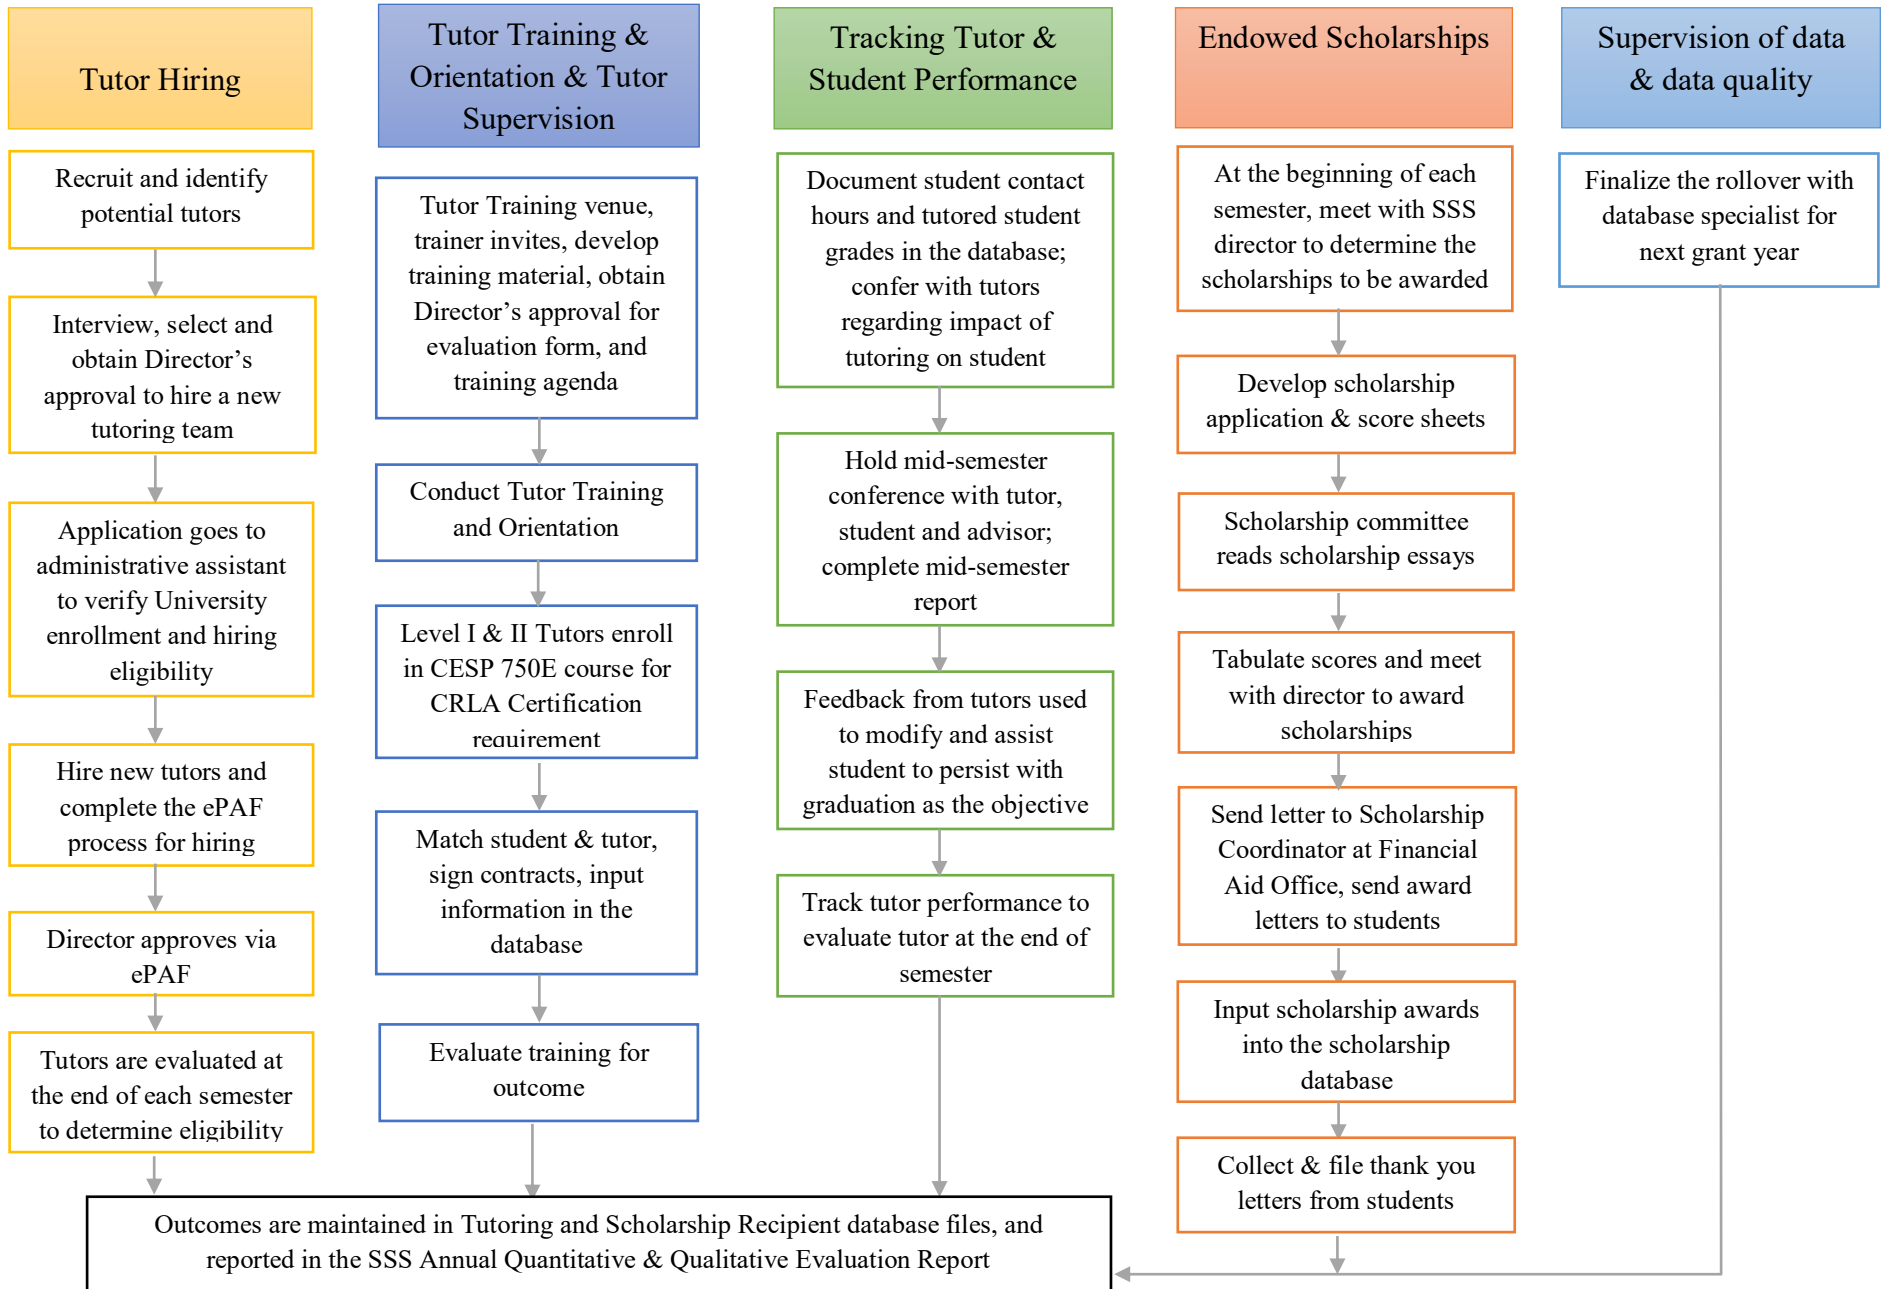 Tutor Hiring
Recruit and identify
potential tutors
Interview, select and
obtain Director’s
approval to hire a new
tutoring team
Application goes to
administrative assistant
to verify University
enrollment and hiring
eligibility
Hire new tutors and
complete the ePAF
process for hiring
Director approves via
ePAF
Tutors are evaluated at
the end of each semester
to determine eligibility
Tutor Training &
Orientation & Tutor
Supervision
Tutor Training venue,
trainer invites, develop
training material, obtain
Director’s approval for
evaluation form, and
training agenda
Conduct Tutor Training
and Orientation
Level I & II Tutors enroll
in CESP 750E course for
CRLA Certification
requirement
Match student & tutor,
sign contracts, input
information in the
database
Evaluate training for
outcome
Tracking Tutor &
Student Performance
Document student contact
hours and tutored student
grades in the database;
confer with tutors
regarding impact of
tutoring on student
Hold mid-semester
conference with tutor,
student and advisor;
complete mid-semester
report
Feedback from tutors used
to modify and assist
student to persist with
graduation as the objective
Track tutor performance to
evaluate tutor at the end of
semester
Endowed Scholarships
At the beginning of each
semester, meet with SSS
director to determine the
scholarships to be awarded
Develop scholarship
application & score sheets
Scholarship committee
reads scholarship essays
Tabulate scores and meet
with director to award
scholarships
Send letter to Scholarship
Coordinator at Financial
Aid Office, send award
letters to students
Input scholarship awards
into the scholarship
database
Collect & file thank you
letters from students
Supervision of data
& data quality
Finalize the rollover with
database specialist for
next grant year
Outcomes are maintained in Tutoring and Scholarship Recipient database files, and
reported in the SSS Annual Quantitative & Qualitative Evaluation Report